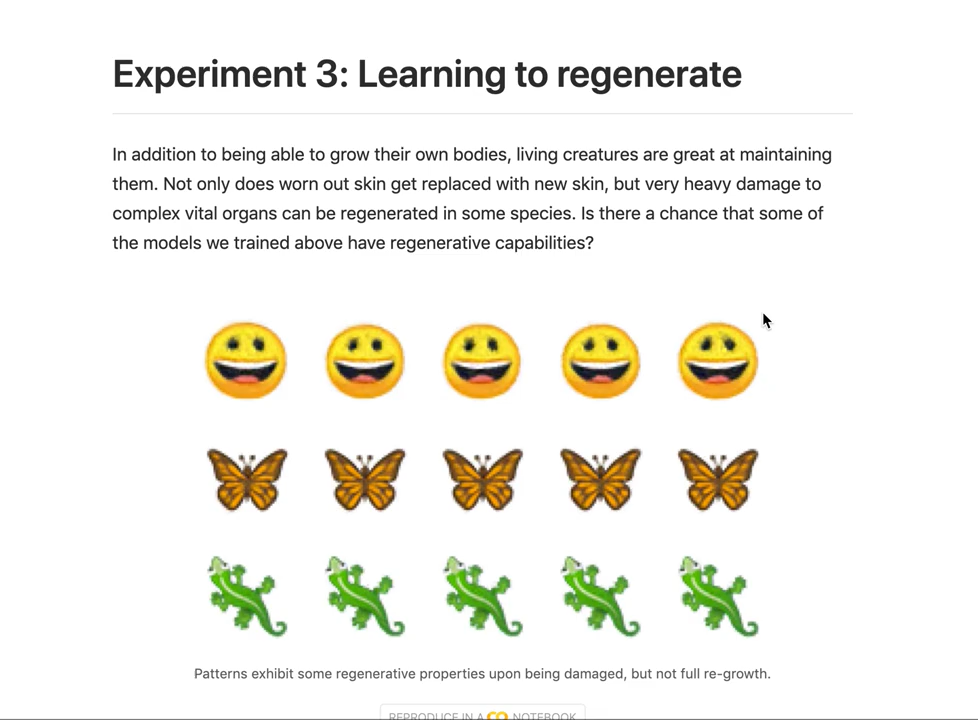 Experiment 3: Learning to regenerate
In addition to being able to grow their own bodies, living creatures are great at maintaining
them. Not only does worn out skin get replaced with new skin, but very heavy damage to
complex vital organs can be regenerated in some species. Is there a chance that some of
the models we trained above have regenerative capabilities?
Patterns exhibit some regenerative properties upon being damaged, but not full re-growth.
REPRODUCE IN A NOTEBOOK